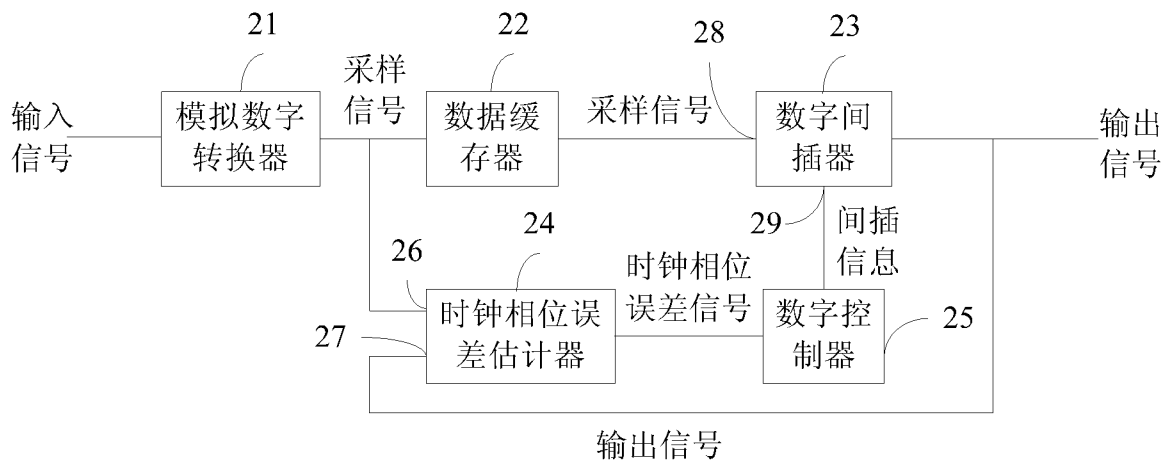 21
22
23
28
采样
信号
输入
信号
模拟数字
转换器
数据缓
存器
采样信号
数字间
插器
输出
信号
29
间插
信息
24
26
时钟相位
误差信号
27
时钟相位误
差估计器
数字控
制器
25
输出信号